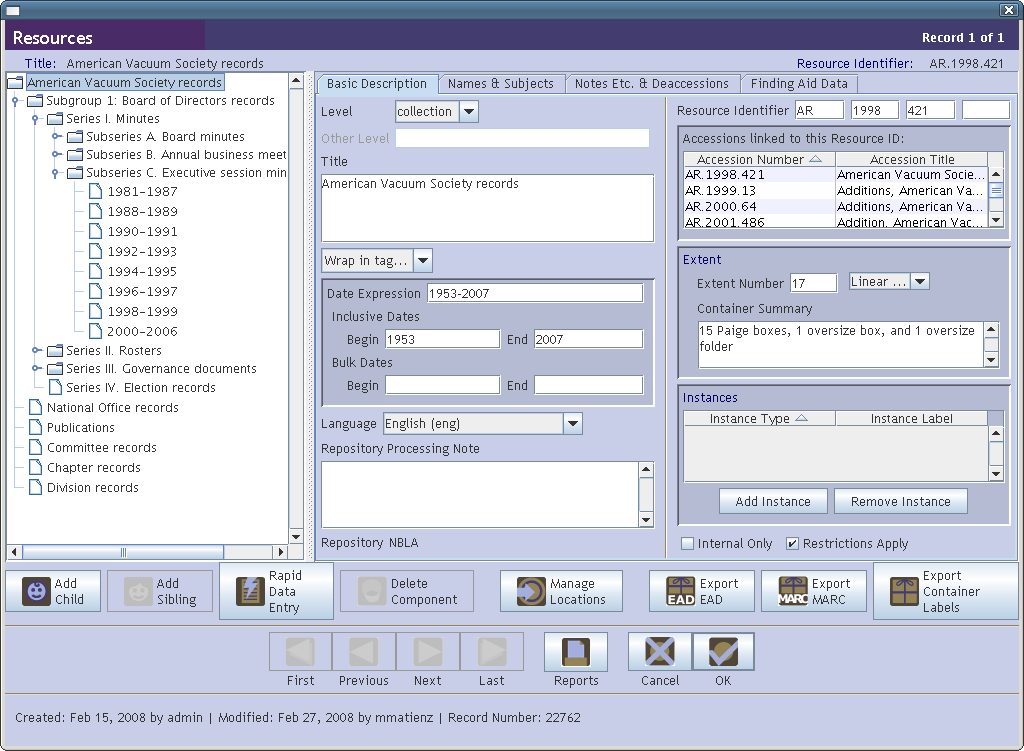 Resources
Record 1 of 1
Title: American Vacuum Society records
Resource Identifier: AR.1998.421
American Vacuum Society records
Subgroup 1: Board of Directors records
Series I. Minutes
Subseries A. Board minutes
Subseries B. Annual business meet
Subseries C. Executive session min
1981-1987
1988-1989
1990-1991
1992-1993
1994-1995
1996-1997
1998-1999
2000-2006
Series II. Rosters
Series III. Governance documents
Series IV. Election records
National Office records
Publications
Committee records
Chapter records
Division records
Basic Description
Names & Subjects
Notes Etc. & Deaccessions
Finding Aid Data
Level collection
Other Level
Title
American Vacuum Society records
Wrap in tag...
Date Expression 1953-2007
Inclusive Dates
Begin 1953 End 2007
Bulk Dates
Begin End
Language English (eng)
Repository Processing Note
Repository NBLA
Resource Identifier AR 1998 421
Accessions linked to this Resource ID:
Accession Number Accession Title
AR.1998.421 American Vacuum Socie...
AR.1999.13 Additions, American Va...
AR.2000.64 Additions, American Va...
AR.2001.486 Addition, American Vac...
Extent
Extent Number 17 Linear ...
Container Summary
15 Paige boxes, 1 oversize box, and 1 oversize
folder
Instances
Instance Type Instance Label
Add Instance Remove Instance
Internal Only Restrictions Apply
Add
Child
Add
Sibling
Rapid
Data
Entry
Delete
Component
Manage
Locations
EAD
Export
EAD
MARC
Export
MARC
Export
Container
Labels
First
Previous
Next
Last
Reports
Cancel
OK
Created: Feb 15, 2008 by admin | Modified: Feb 27, 2008 by mmatienz | Record Number: 22762